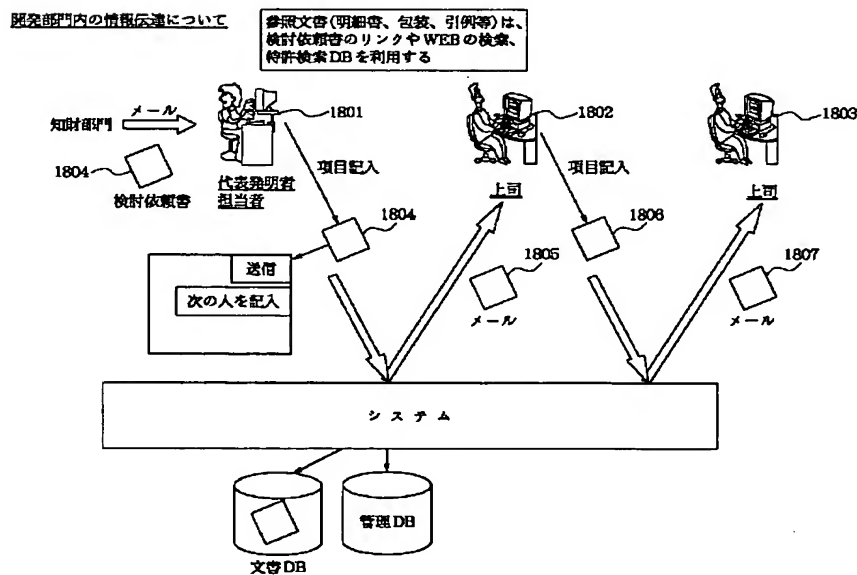 開発部門内の情報伝達について
参照文書(明細書、包装、引例等)は、
検討依頼書のリンクやWEBの検索、
特許検索DBを利用する
メール
知財部門
1804
検討依頼書
1801
代表発明者
担当者
項目記入
1804
送信
次の人を記入
1802
上司
1805
メール
項目記入
1806
1803
上司
1807
メール
システム
文書DB
管理DB